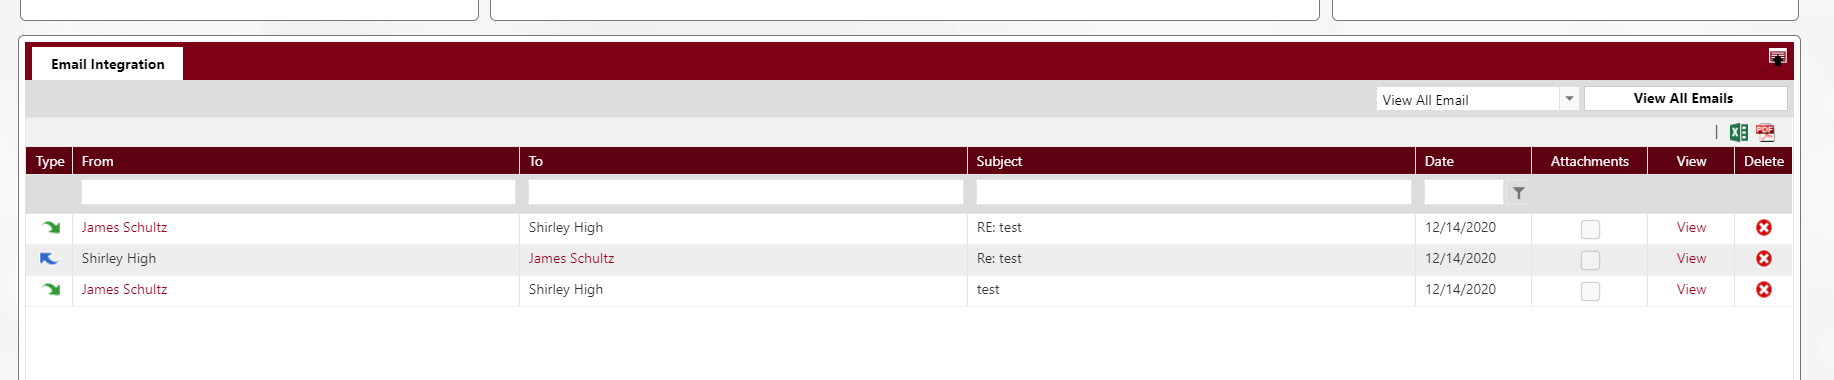 Email Integration
View All Email View All Emails
PDF
Type From To Subject Date Attachments View Delete
James Schultz Shirley High RE: test 12/14/2020 View
Shirley High James Schultz Re: test 12/14/2020 View
James Schultz Shirley High test 12/14/2020 View